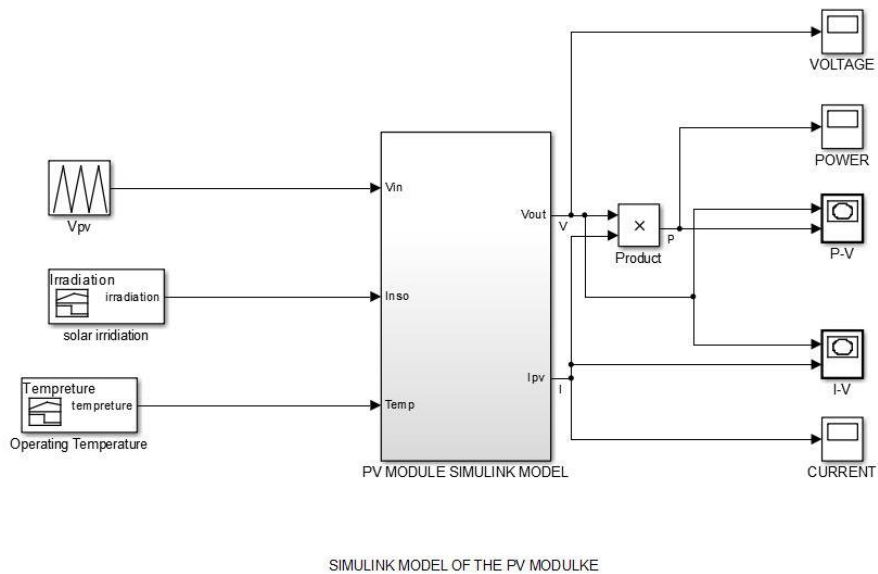 VOLTAGE
POWER
Vpv
Vin
Vout
V
×
P
Product
P-V
Irradiation
irradiation
solar irridiation
Inso
Tempreture
tempreture
Operating Temperature
Temp
Ipv
I
I-V
CURRENT
PV MODULE SIMULINK MODEL
SIMULINK MODEL OF THE PV MODULKE